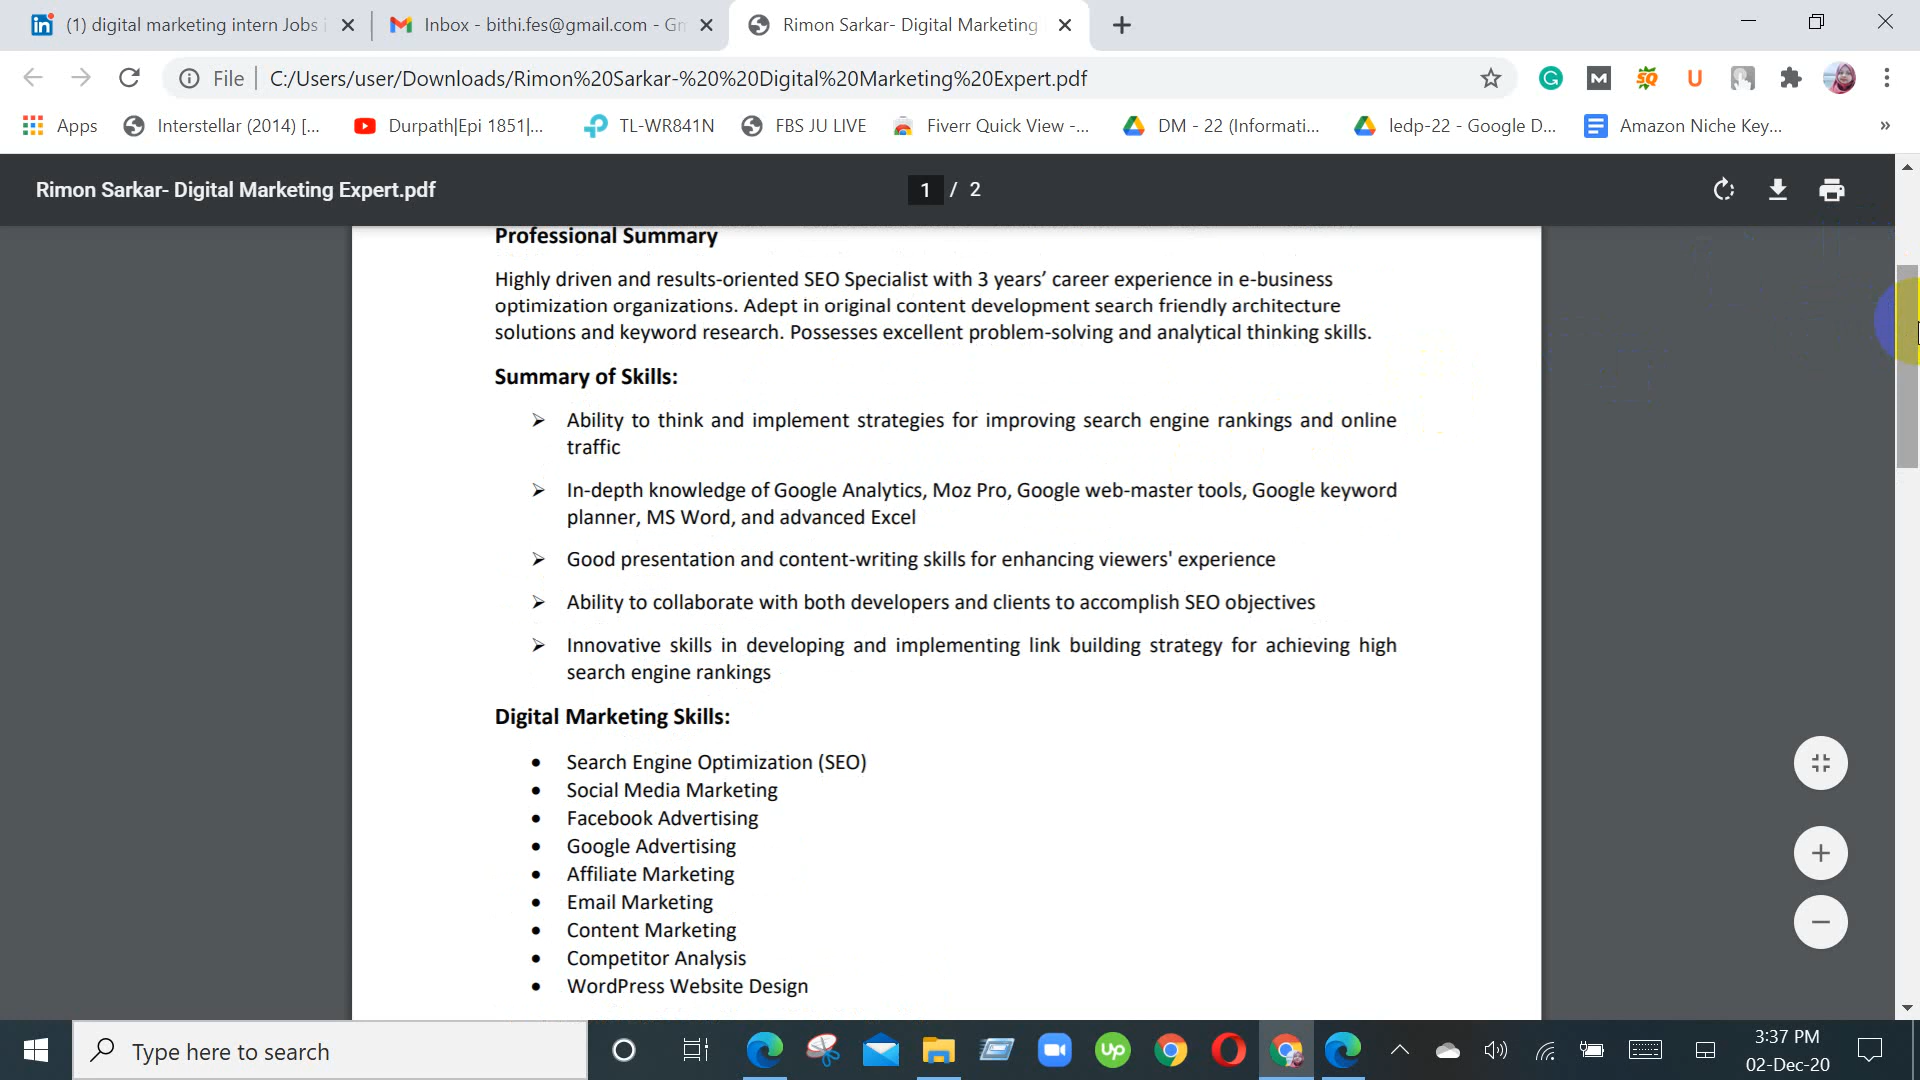 (1) digital marketing intern Jobs i
Inbox - bithi.fes@gmail.com - Gm
Rimon Sarkar- Digital Marketing
File
C:/Users/user/Downloads/Rimon%20Sarkar-%20%20Digital%20Marketing%20Expert.pdf
Apps
Interstellar (2014) [...
Durpath|Epi 1851|...
TL-WR841N
FBS JU LIVE
Fiverr Quick View -...
DM - 22 (Informati...
ledp-22 - Google D...
Amazon Niche Key...
»
Rimon Sarkar- Digital Marketing Expert.pdf
1 / 2
Professional Summary
Highly driven and results-oriented SEO Specialist with 3 years’ career experience in e-business
optimization organizations. Adept in original content development search friendly architecture
solutions and keyword research. Possesses excellent problem-solving and analytical thinking skills.
Summary of Skills:
➢ Ability to think and implement strategies for improving search engine rankings and online
traffic
➢ In-depth knowledge of Google Analytics, Moz Pro, Google web-master tools, Google keyword
planner, MS Word, and advanced Excel
➢ Good presentation and content-writing skills for enhancing viewers' experience
➢ Ability to collaborate with both developers and clients to accomplish SEO objectives
➢ Innovative skills in developing and implementing link building strategy for achieving high
search engine rankings
Digital Marketing Skills:
• Search Engine Optimization (SEO)
• Social Media Marketing
• Facebook Advertising
• Google Advertising
• Affiliate Marketing
• Email Marketing
• Content Marketing
• Competitor Analysis
• WordPress Website Design
Type here to search
3:37 PM
02-Dec-20